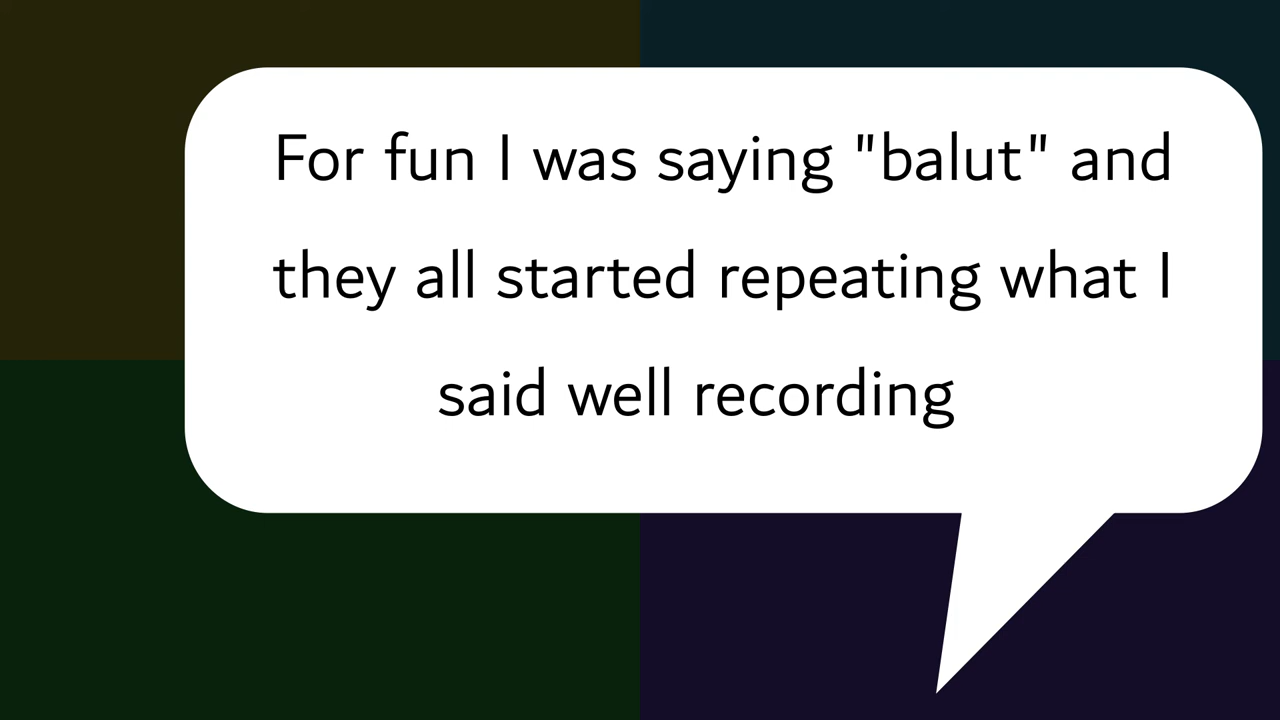 For fun I was saying "balut" and
they all started repeating what I
said well recording